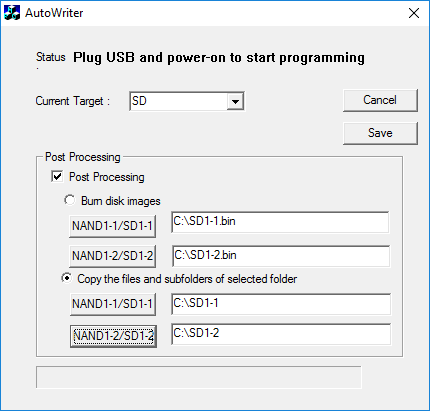 AutoWriter
Status : Plug USB and power-on to start programming
Current Target : SD
Cancel
Save
Post Processing
Post Processing
Burn disk images
NAND1-1/SD1-1 C:\SD1-1.bin
NAND1-2/SD1-2 C:\SD1-2.bin
Copy the files and subfolders of selected folder
NAND1-1/SD1-1 C:\SD1-1
NAND1-2/SD1-2 C:\SD1-2